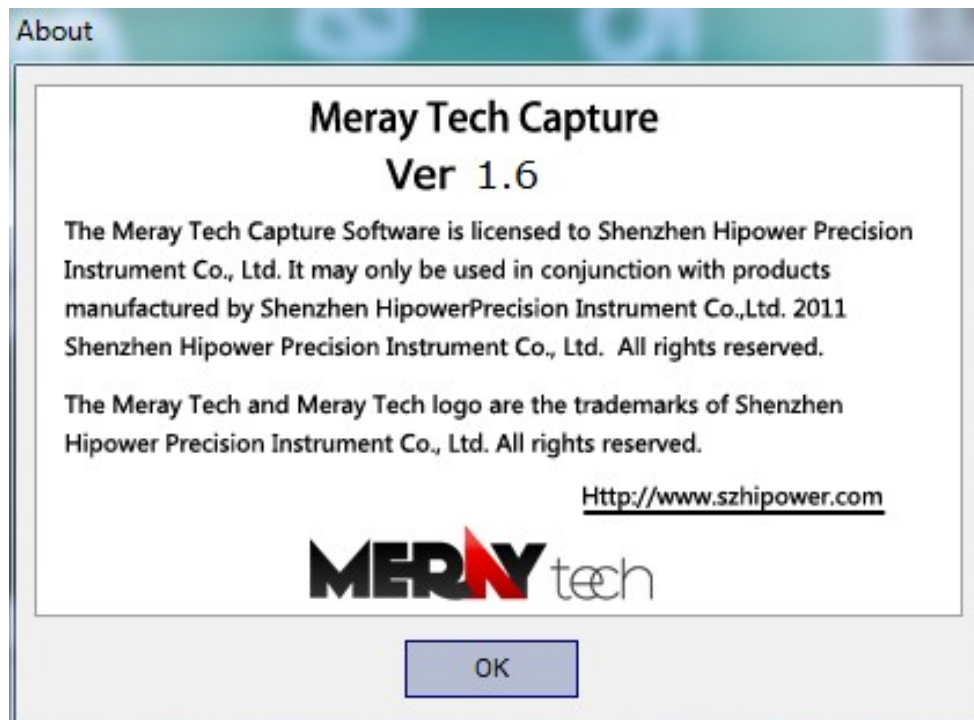 About
Meray Tech Capture
Ver 1.6
The Meray Tech Capture Software is licensed to Shenzhen Hipower Precision
Instrument Co., Ltd. It may only be used in conjunction with products
manufactured by Shenzhen HipowerPrecision Instrument Co.,Ltd. 2011
Shenzhen Hipower Precision Instrument Co., Ltd.  All rights reserved.
The Meray Tech and Meray Tech logo are the trademarks of Shenzhen
Hipower Precision Instrument Co., Ltd. All rights reserved.
Http://www.szhipower.com
MERAY tech
OK